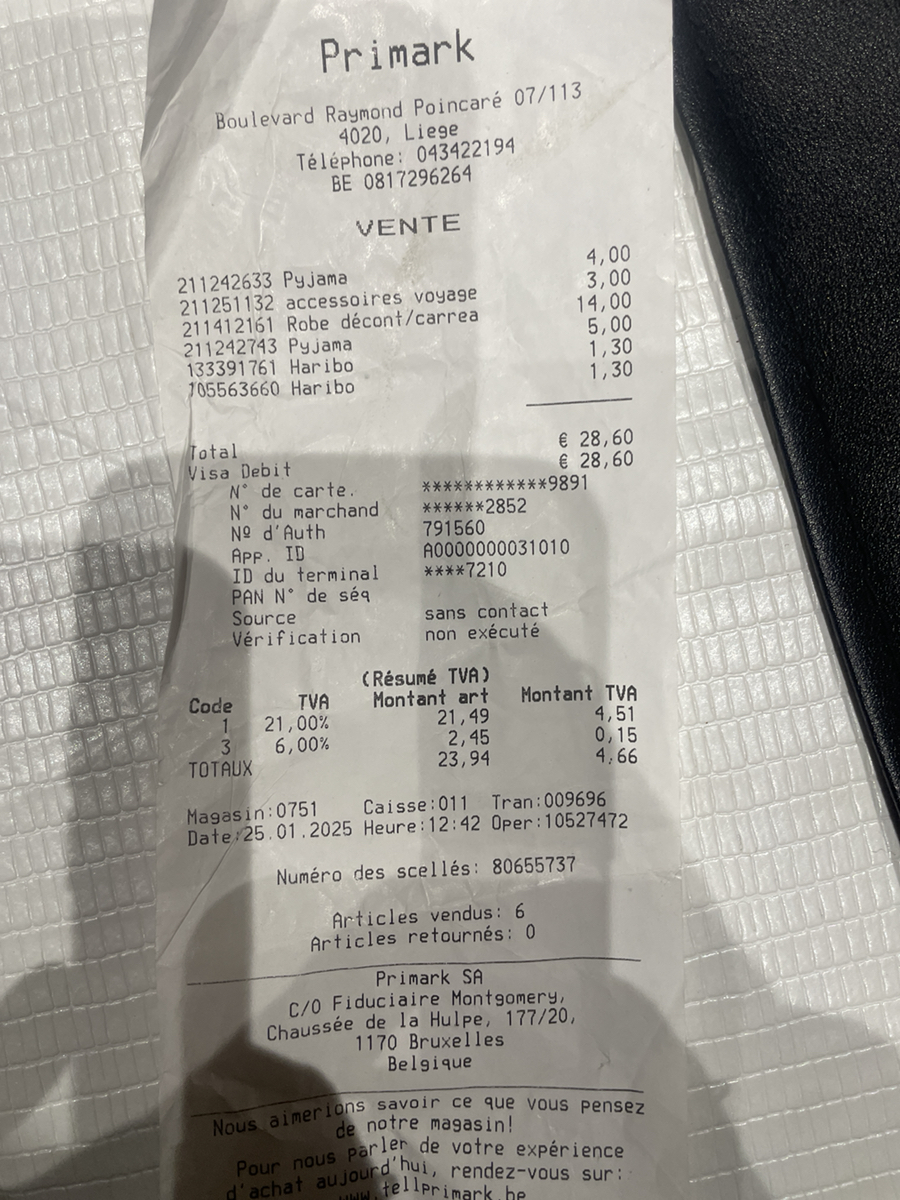 Primark
Boulevard Raymond Poincaré 07/113
4020, Liege
Téléphone: 043422194
BE 0817296264
VENTE
211242633 Pyjama 4,00
211251132 accessoires voyage 3,00
211412161 Robe décont/carrea 14,00
211242743 Pyjama 5,00
133391761 Haribo 1,30
105563660 Haribo 1,30
Total € 28,60
Visa Debit € 28,60
N° de carte. ************9891
N° du marchand ******2852
Nº d'Auth 791560
App. ID A0000000031010
ID du terminal ****7210
PAN N° de séq
Source sans contact
Vérification non exécuté
(Résumé TVA)
Code TVA Montant art Montant TVA
1 21,00% 21,49 4,51
3 6,00% 2,45 0,15
TOTAUX 23,94 4,66
Magasin:0751 Caisse:011 Tran:009696
Date:25.01.2025 Heure:12:42 Oper:10527472
Numéro des scellés: 80655737
Articles vendus: 6
Articles retournés: 0
Primark SA
C/O Fiduciaire Montgomery,
Chaussée de la Hulpe, 177/20,
1170 Bruxelles
Belgique
Nous aimerions savoir ce que vous pensez
de notre magasin!
Pour nous parler de votre expérience
d'achat aujourd'hui, rendez-vous sur:
www.tellprimark.be